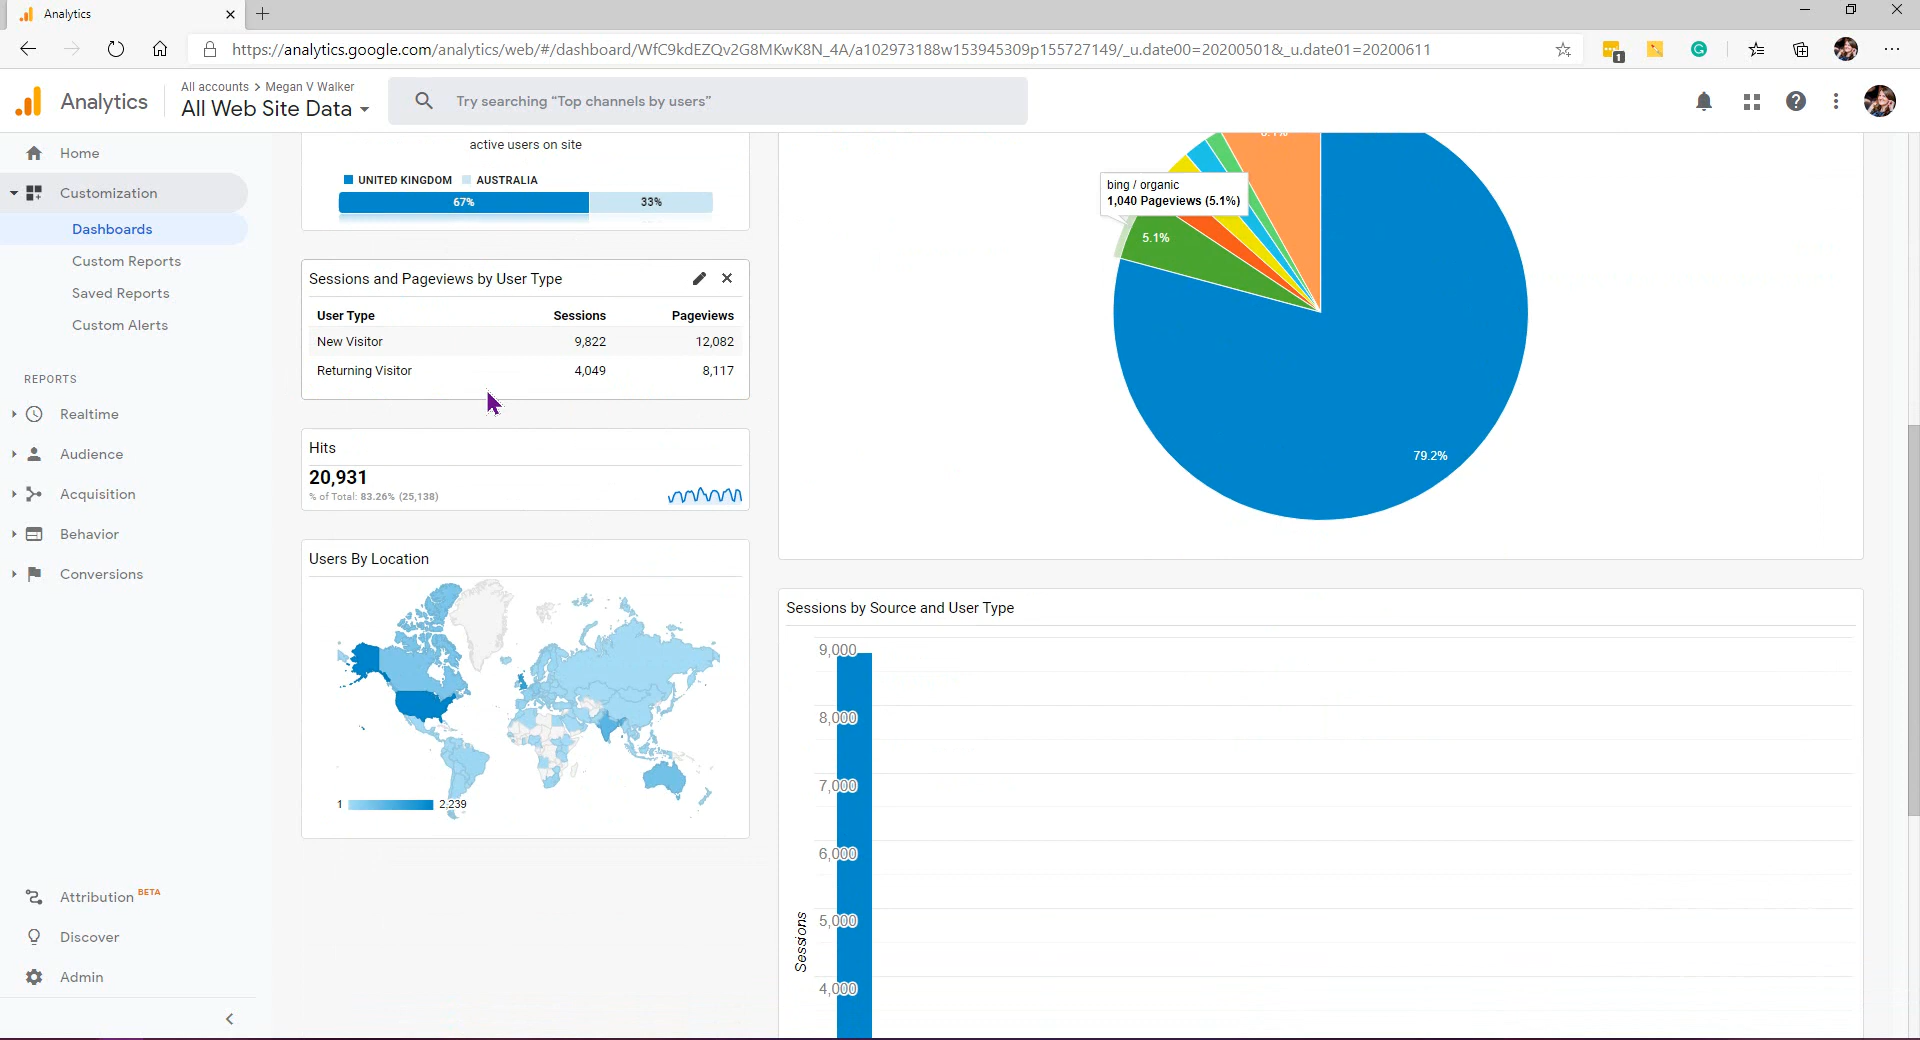 Analytics
https://analytics.google.com/analytics/web/#/dashboard/WfC9kdEZQv2G8MKwK8N_4A/a102973188w153945309p155727149/_u.date00=20200501&_u.date01=20200611
1
Analytics
All accounts > Megan V Walker
All Web Site Data
Try searching “Top channels by users”
Home
Customization
Dashboards
Custom Reports
Saved Reports
Custom Alerts
REPORTS
Realtime
Audience
Acquisition
Behavior
Conversions
Attribution BETA
Discover
Admin
active users on site
UNITED KINGDOM AUSTRALIA
67% 33%
Sessions and Pageviews by User Type
User Type Sessions Pageviews
New Visitor 9,822 12,082
Returning Visitor 4,049 8,117
Hits
20,931
% of Total: 83.26% (25,138)
Users By Location
1 2,239
bing / organic
1,040 Pageviews (5.1%)
5.1%
79.2%
Sessions by Source and User Type
9,000
8,000
7,000
6,000
5,000
4,000
Sessions